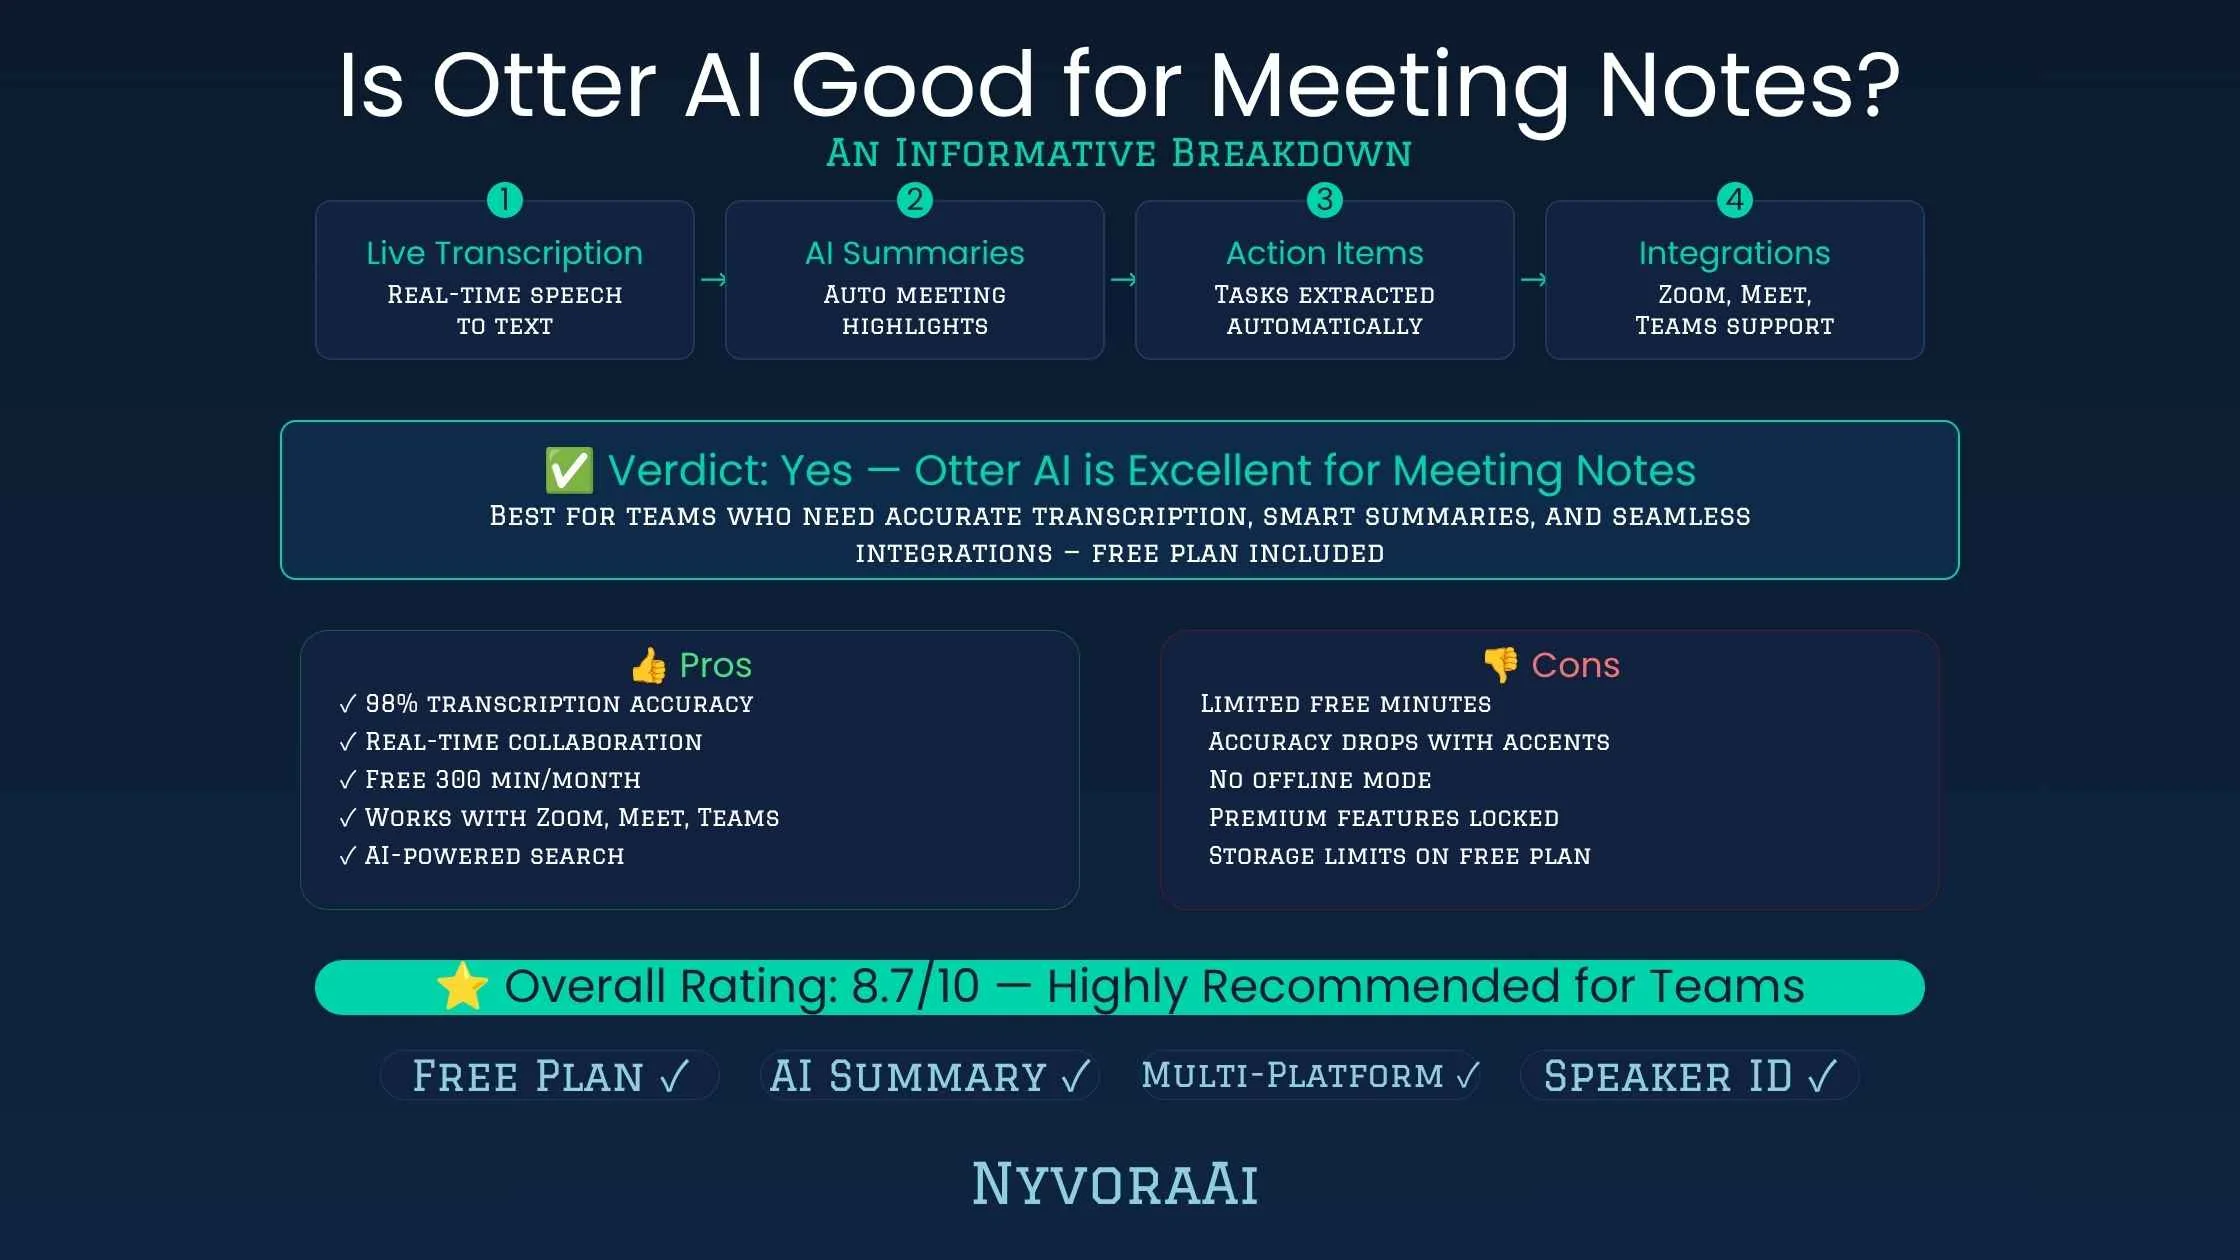 Is Otter AI Good for Meeting Notes?
An Informative Breakdown
1
Live Transcription
Real-time speech
to text
→
2
AI Summaries
Auto meeting
highlights
→
3
Action Items
Tasks extracted
automatically
→
4
Integrations
Zoom, Meet,
Teams support
✅ Verdict: Yes — Otter AI is Excellent for Meeting Notes
Best for teams who need accurate transcription, smart summaries, and seamless
integrations — free plan included
👍 Pros
✓ 98% transcription accuracy
✓ Real-time collaboration
✓ Free 300 min/month
✓ Works with Zoom, Meet, Teams
✓ AI-powered search
👎 Cons
Limited free minutes
Accuracy drops with accents
No offline mode
Premium features locked
Storage limits on free plan
⭐ Overall Rating: 8.7/10 — Highly Recommended for Teams
Free Plan ✓
AI Summary ✓
Multi-Platform ✓
Speaker ID ✓
NyvoraAi